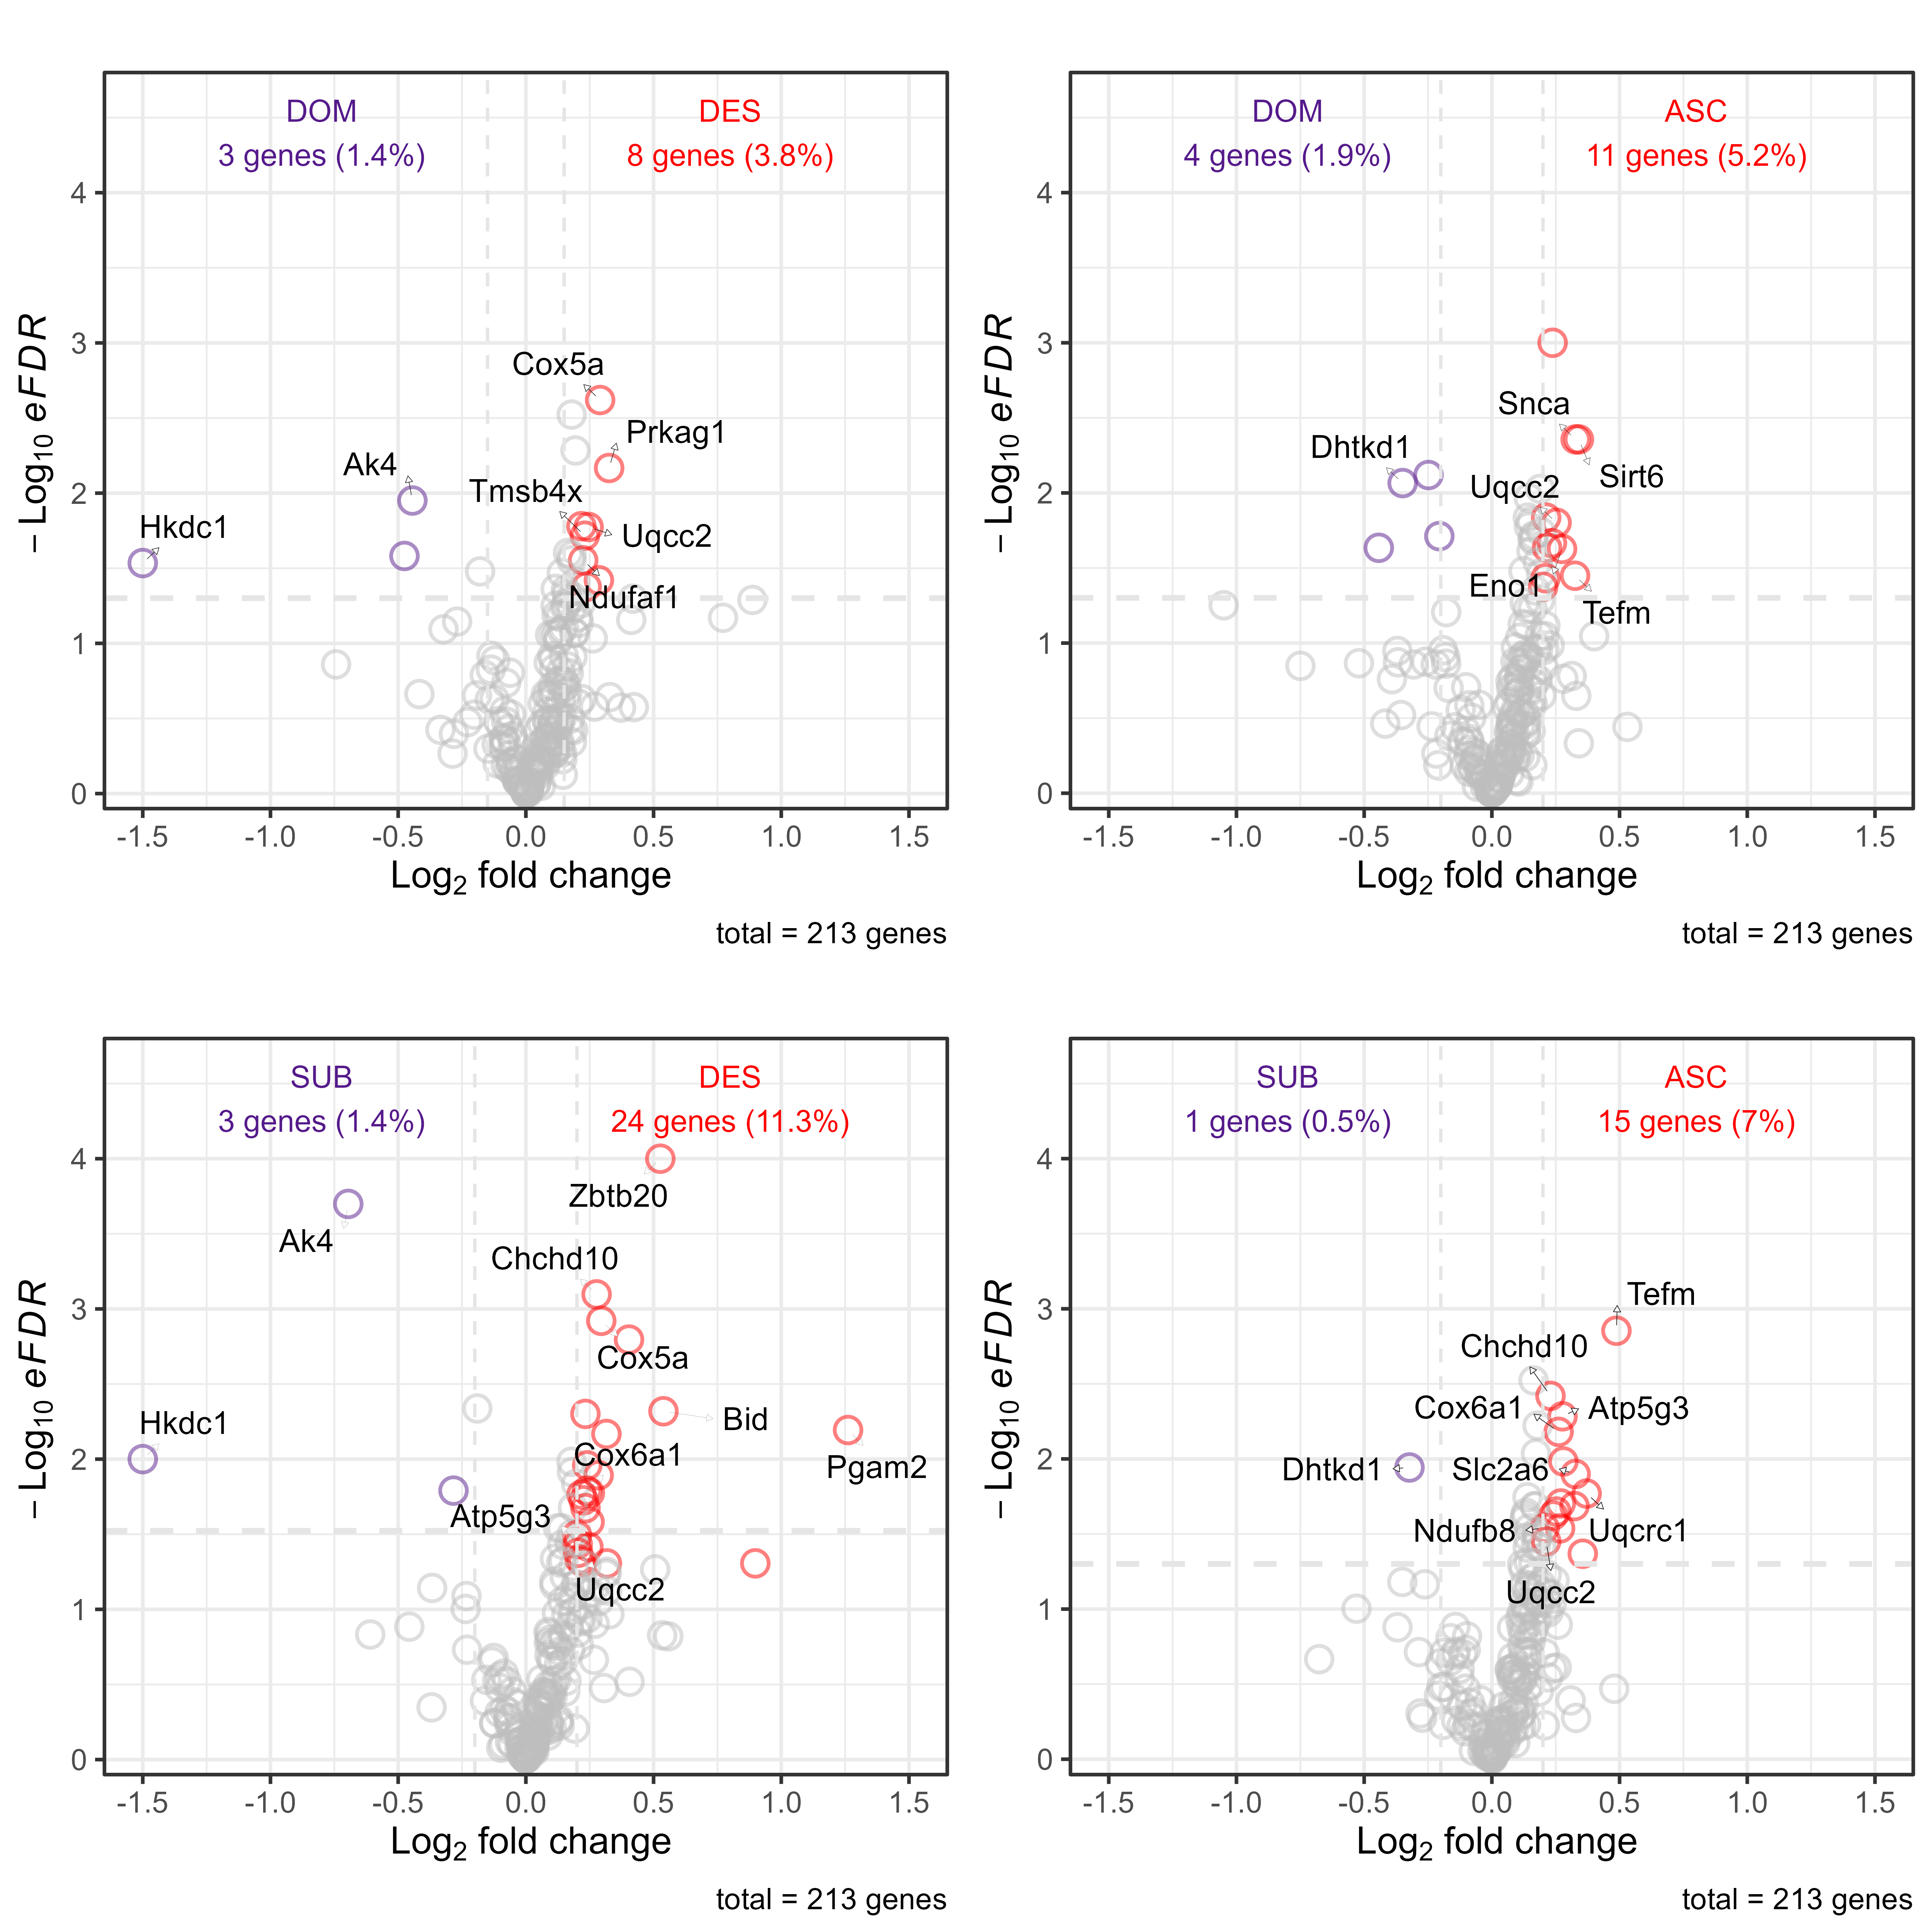 DOM
DES
3 genes (1.4%)
8 genes (3.8%)
4
3
2
1
0
− Log10 eFDR
Cox5a
Prkag1
Ak4
Tmsb4x
Hkdc1
Uqcc2
Ndufaf1
-1.5 -1.0 -0.5 0.0 0.5 1.0 1.5
Log2 fold change
total = 213 genes
DOM
ASC
4 genes (1.9%)
11 genes (5.2%)
4
3
2
1
0
− Log10 eFDR
Snca
Dhtkd1
Sirt6
Uqcc2
Eno1
Tefm
-1.5 -1.0 -0.5 0.0 0.5 1.0 1.5
Log2 fold change
total = 213 genes
SUB
DES
3 genes (1.4%)
24 genes (11.3%)
4
3
2
1
0
− Log10 eFDR
Zbtb20
Ak4
Chchd10
Cox5a
Hkdc1
Bid
Cox6a1
Pgam2
Atp5g3
Uqcc2
-1.5 -1.0 -0.5 0.0 0.5 1.0 1.5
Log2 fold change
total = 213 genes
SUB
ASC
1 genes (0.5%)
15 genes (7%)
4
3
2
1
0
− Log10 eFDR
Tefm
Chchd10
Cox6a1
Atp5g3
Dhtkd1
Slc2a6
Ndufb8
Uqcrc1
Uqcc2
-1.5 -1.0 -0.5 0.0 0.5 1.0 1.5
Log2 fold change
total = 213 genes